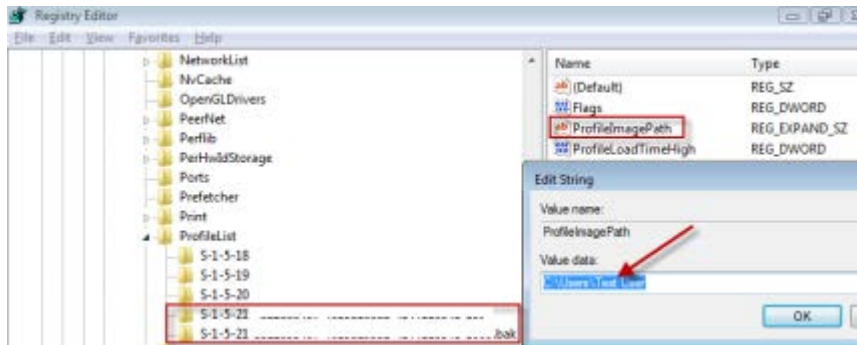 Registry Editor
File Edit View Favorites Help
NetworkList
NvCache
OpenGLDrivers
PeerNet
Perflib
PerHwIdStorage
Ports
Prefetcher
Print
ProfileList
S-1-5-18
S-1-5-19
S-1-5-20
S-1-5-21
S-1-5-21 .bak
Name Type
(Default) REG_SZ
Flags REG_DWORD
ProfileImagePath REG_EXPAND_SZ
ProfileLoadTimeHigh REG_DWORD
Edit String
Value name:
ProfileImagePath
Value data:
C:\Users\Test User
OK